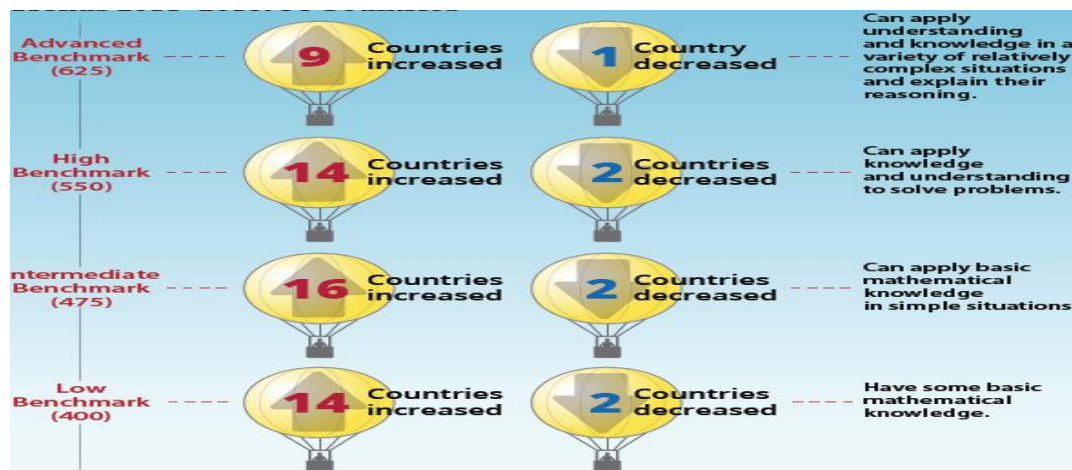 Advanced
Benchmark
(625)
9
Countries
increased
1
Country
decreased
Can apply
understanding
and knowledge in a
variety of relatively
complex situations
and explain their
reasoning.
High
Benchmark
(550)
14
Countries
increased
2
Countries
decreased
Can apply
knowledge
and understanding
to solve problems.
ntermediate
Benchmark
(475)
16
Countries
increased
2
Countries
decreased
Can apply basic
mathematical
knowledge
in simple situations
Low
Benchmark
(400)
14
Countries
increased
2
Countries
decreased
Have some basic
mathematical
knowledge.